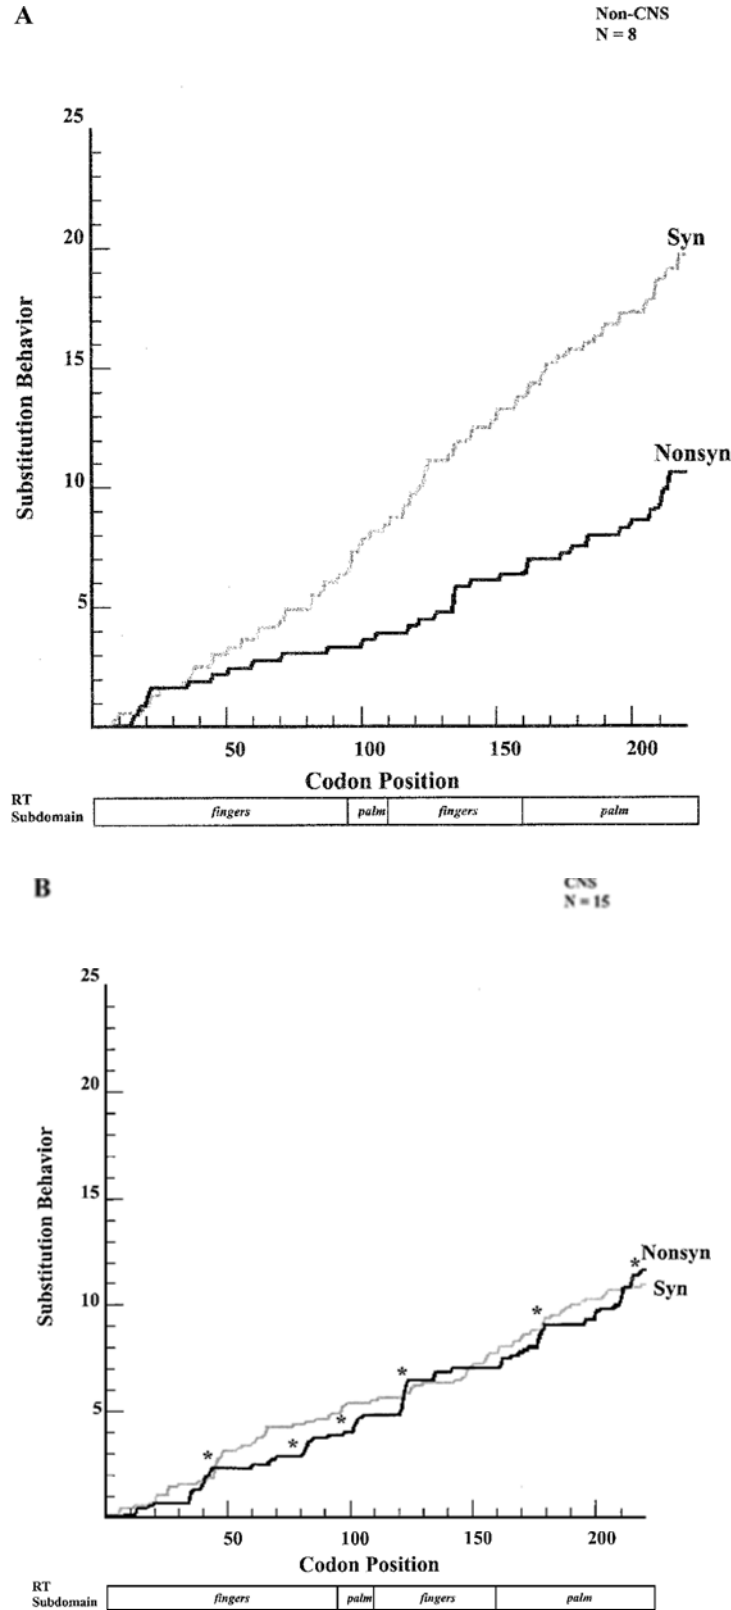 A
Non-CNS
N = 8
25
20
15
10
5
Substitution Behavior
Syn
Nonsyn
50 100 150 200
Codon Position
RT
Subdomain
fingers palm fingers palm
B
CNS
N = 15
25
20
15
10
5
Substitution Behavior
* * * * * *
Nonsyn
Syn
50 100 150 200
Codon Position
RT
Subdomain
fingers palm fingers palm